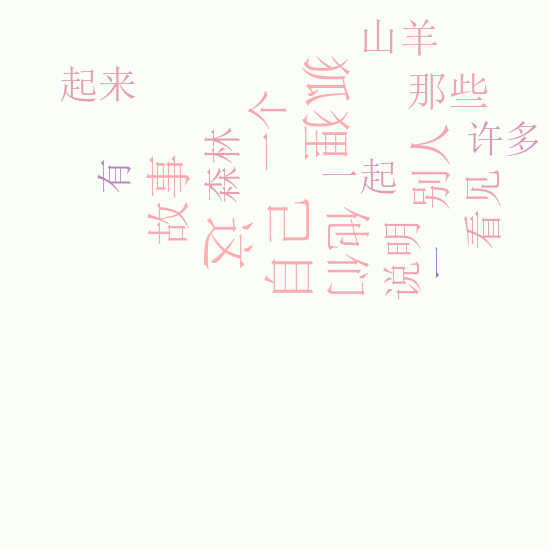 山羊
起来
狐狸
那些
一个
许多
别人
森林
故事
有
一起
看见
自己
这
他们
说明
一